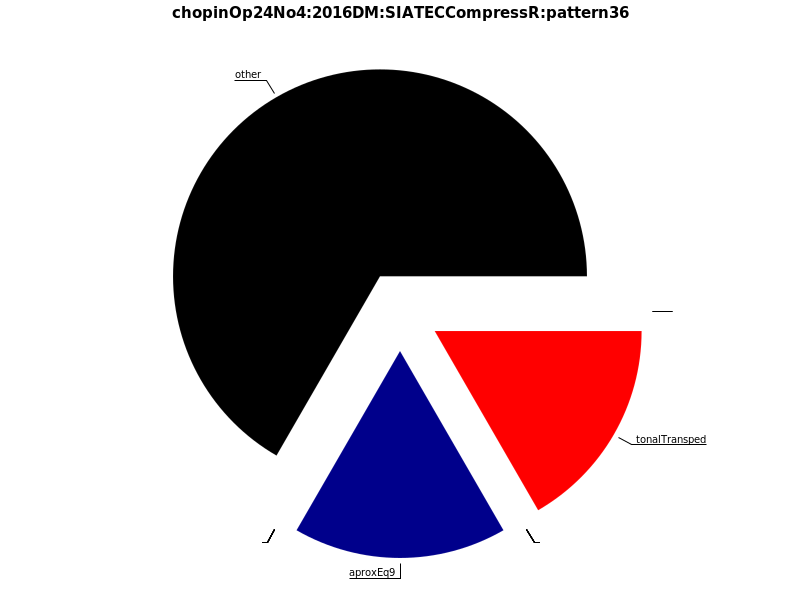 chopinOp24No4:2016DM:SIATECCompressR:pattern36
other
tonalTransped
aproxEq9